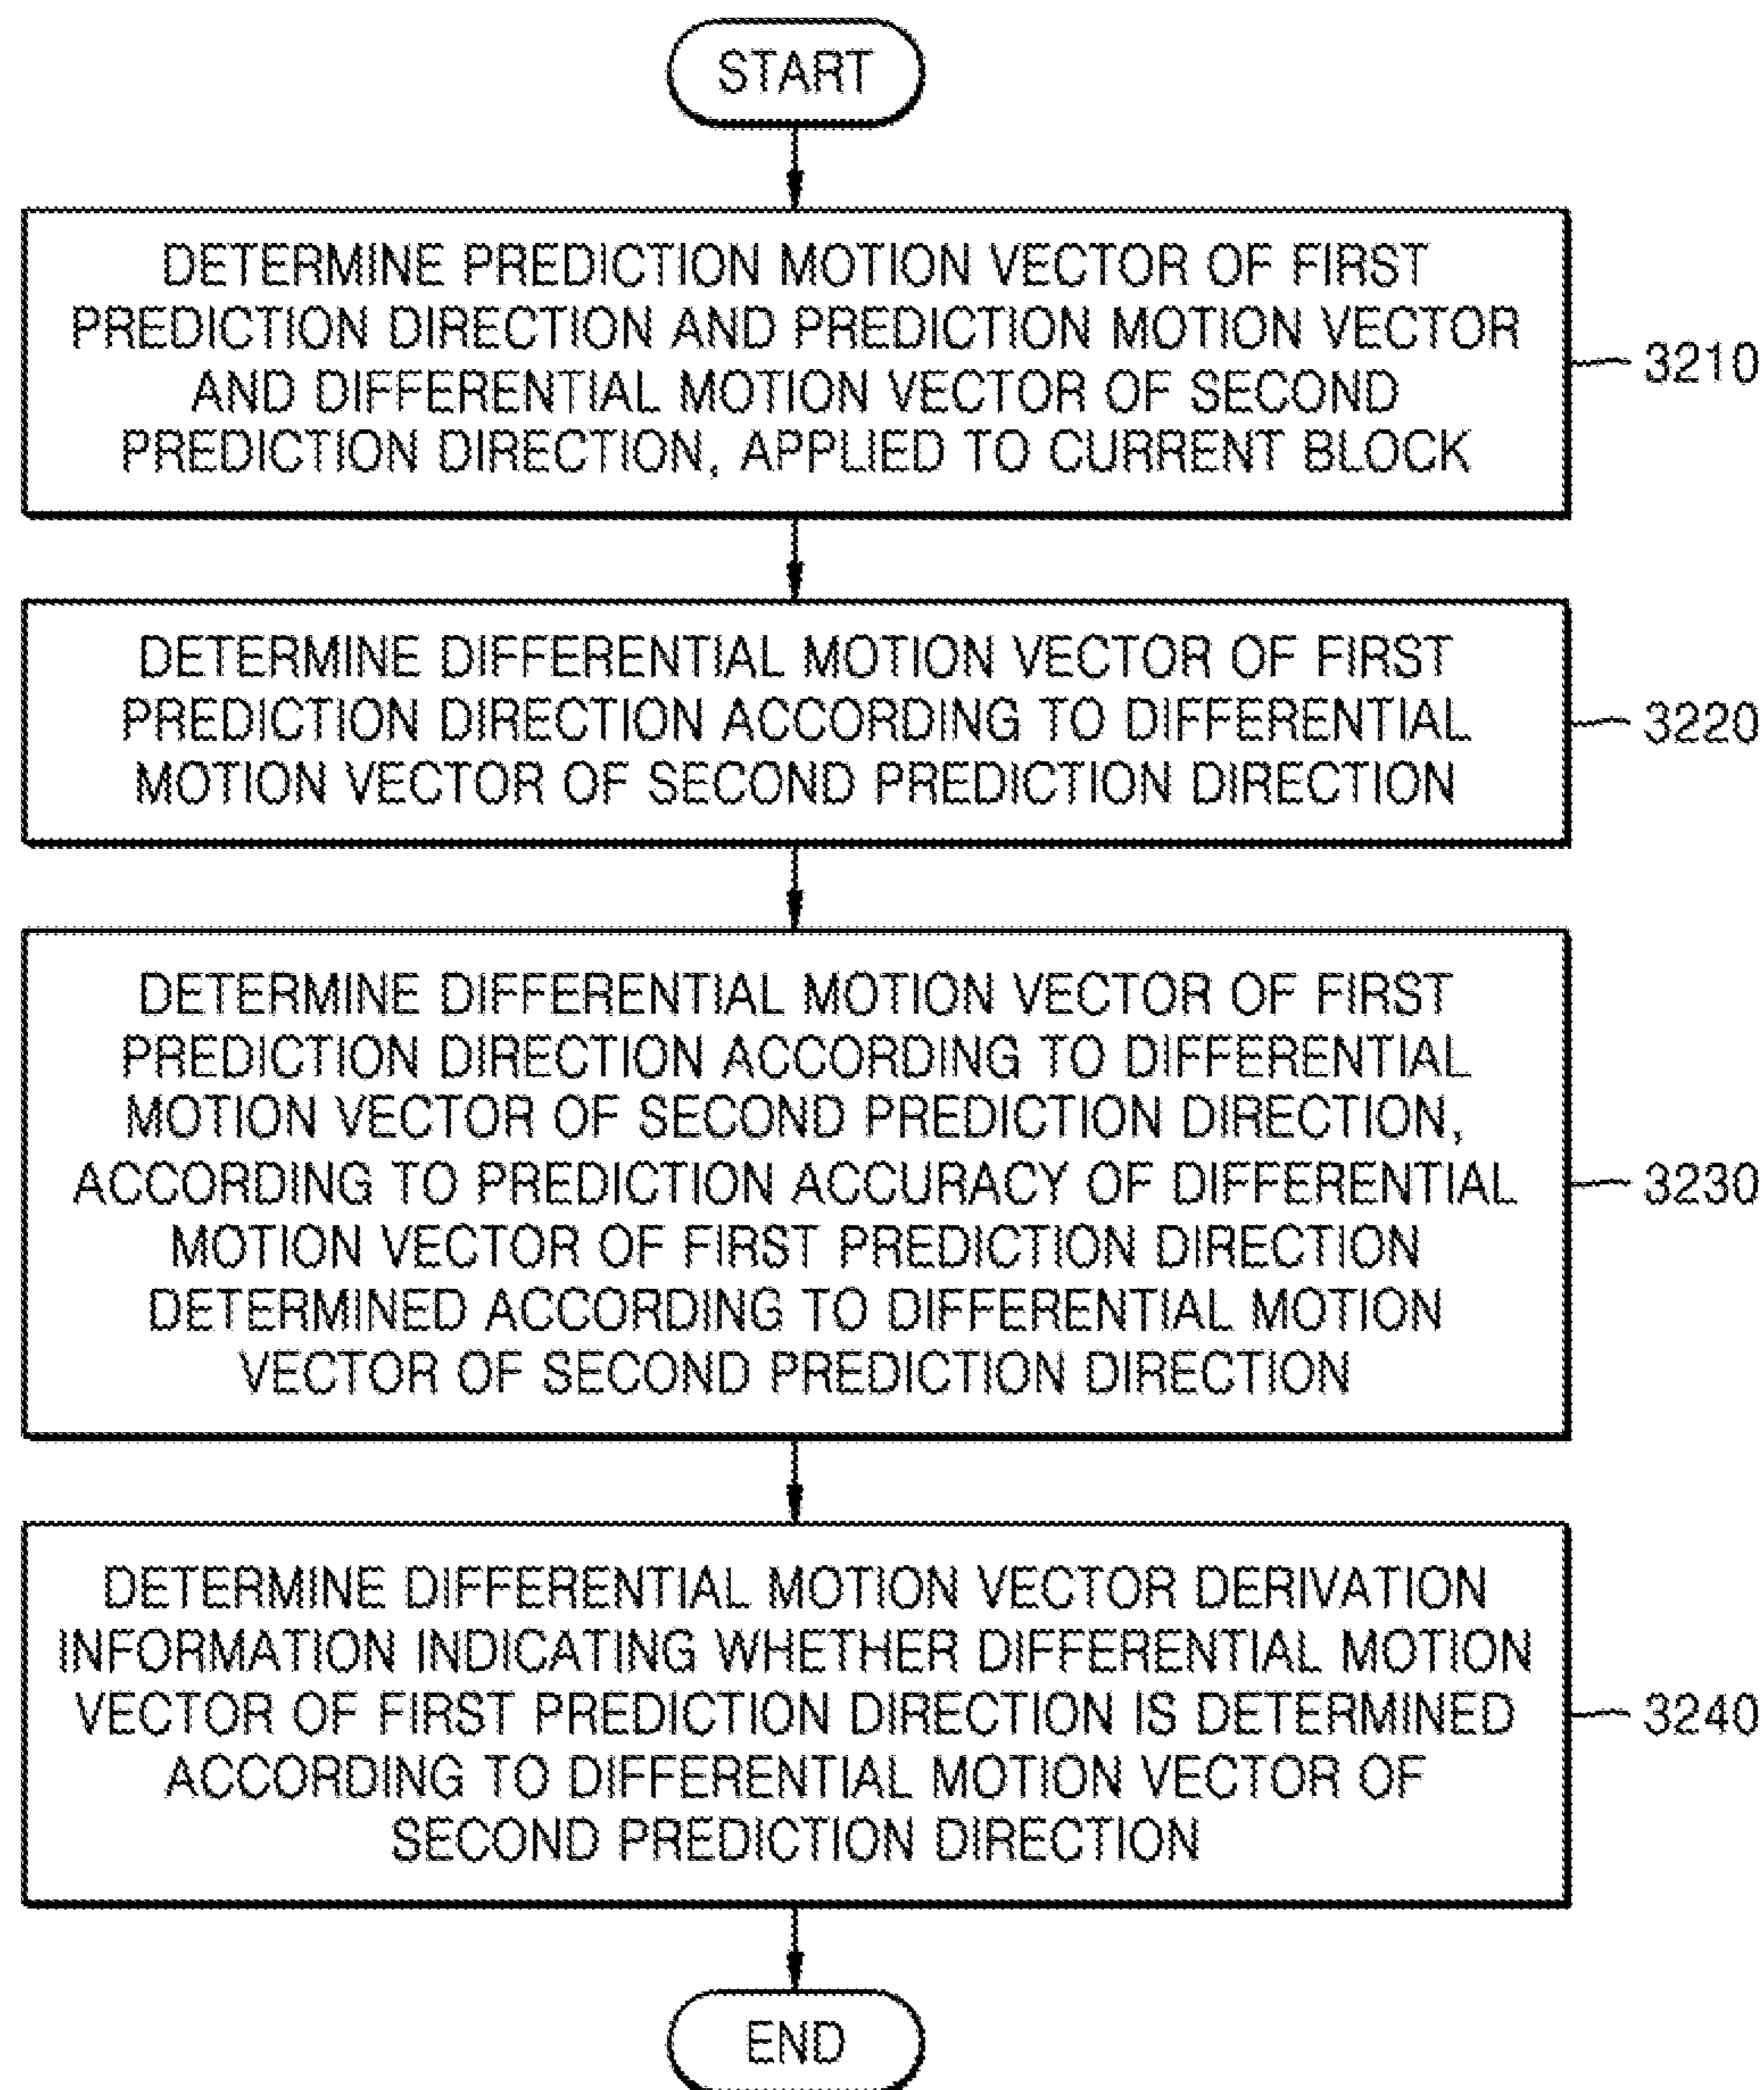 START
DETERMINE PREDICTION MOTION VECTOR OF FIRST
PREDICTION DIRECTION AND PREDICTION MOTION VECTOR
AND DIFFERENTIAL MOTION VECTOR OF SECOND
PREDICTION DIRECTION, APPLIED TO CURRENT BLOCK
3210
DETERMINE DIFFERENTIAL MOTION VECTOR OF FIRST
PREDICTION DIRECTION ACCORDING TO DIFFERENTIAL
MOTION VECTOR OF SECOND PREDICTION DIRECTION
3220
DETERMINE DIFFERENTIAL MOTION VECTOR OF FIRST
PREDICTION DIRECTION ACCORDING TO DIFFERENTIAL
MOTION VECTOR OF SECOND PREDICTION DIRECTION,
ACCORDING TO PREDICTION ACCURACY OF DIFFERENTIAL
MOTION VECTOR OF FIRST PREDICTION DIRECTION
DETERMINED ACCORDING TO DIFFERENTIAL MOTION
VECTOR OF SECOND PREDICTION DIRECTION
3230
DETERMINE DIFFERENTIAL MOTION VECTOR DERIVATION
INFORMATION INDICATING WHETHER DIFFERENTIAL MOTION
VECTOR OF FIRST PREDICTION DIRECTION IS DETERMINED
ACCORDING TO DIFFERENTIAL MOTION VECTOR OF
SECOND PREDICTION DIRECTION
3240
END